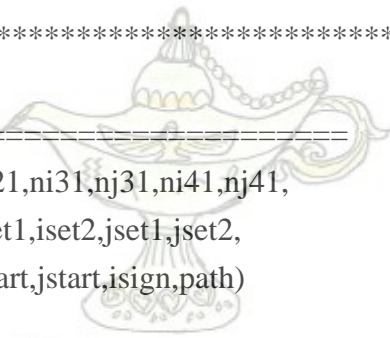 ******************************
=====================
21,ni31,nj31,ni41,nj41,
et1,iset2,jset1,jset2,
art,jstart,isign,path)